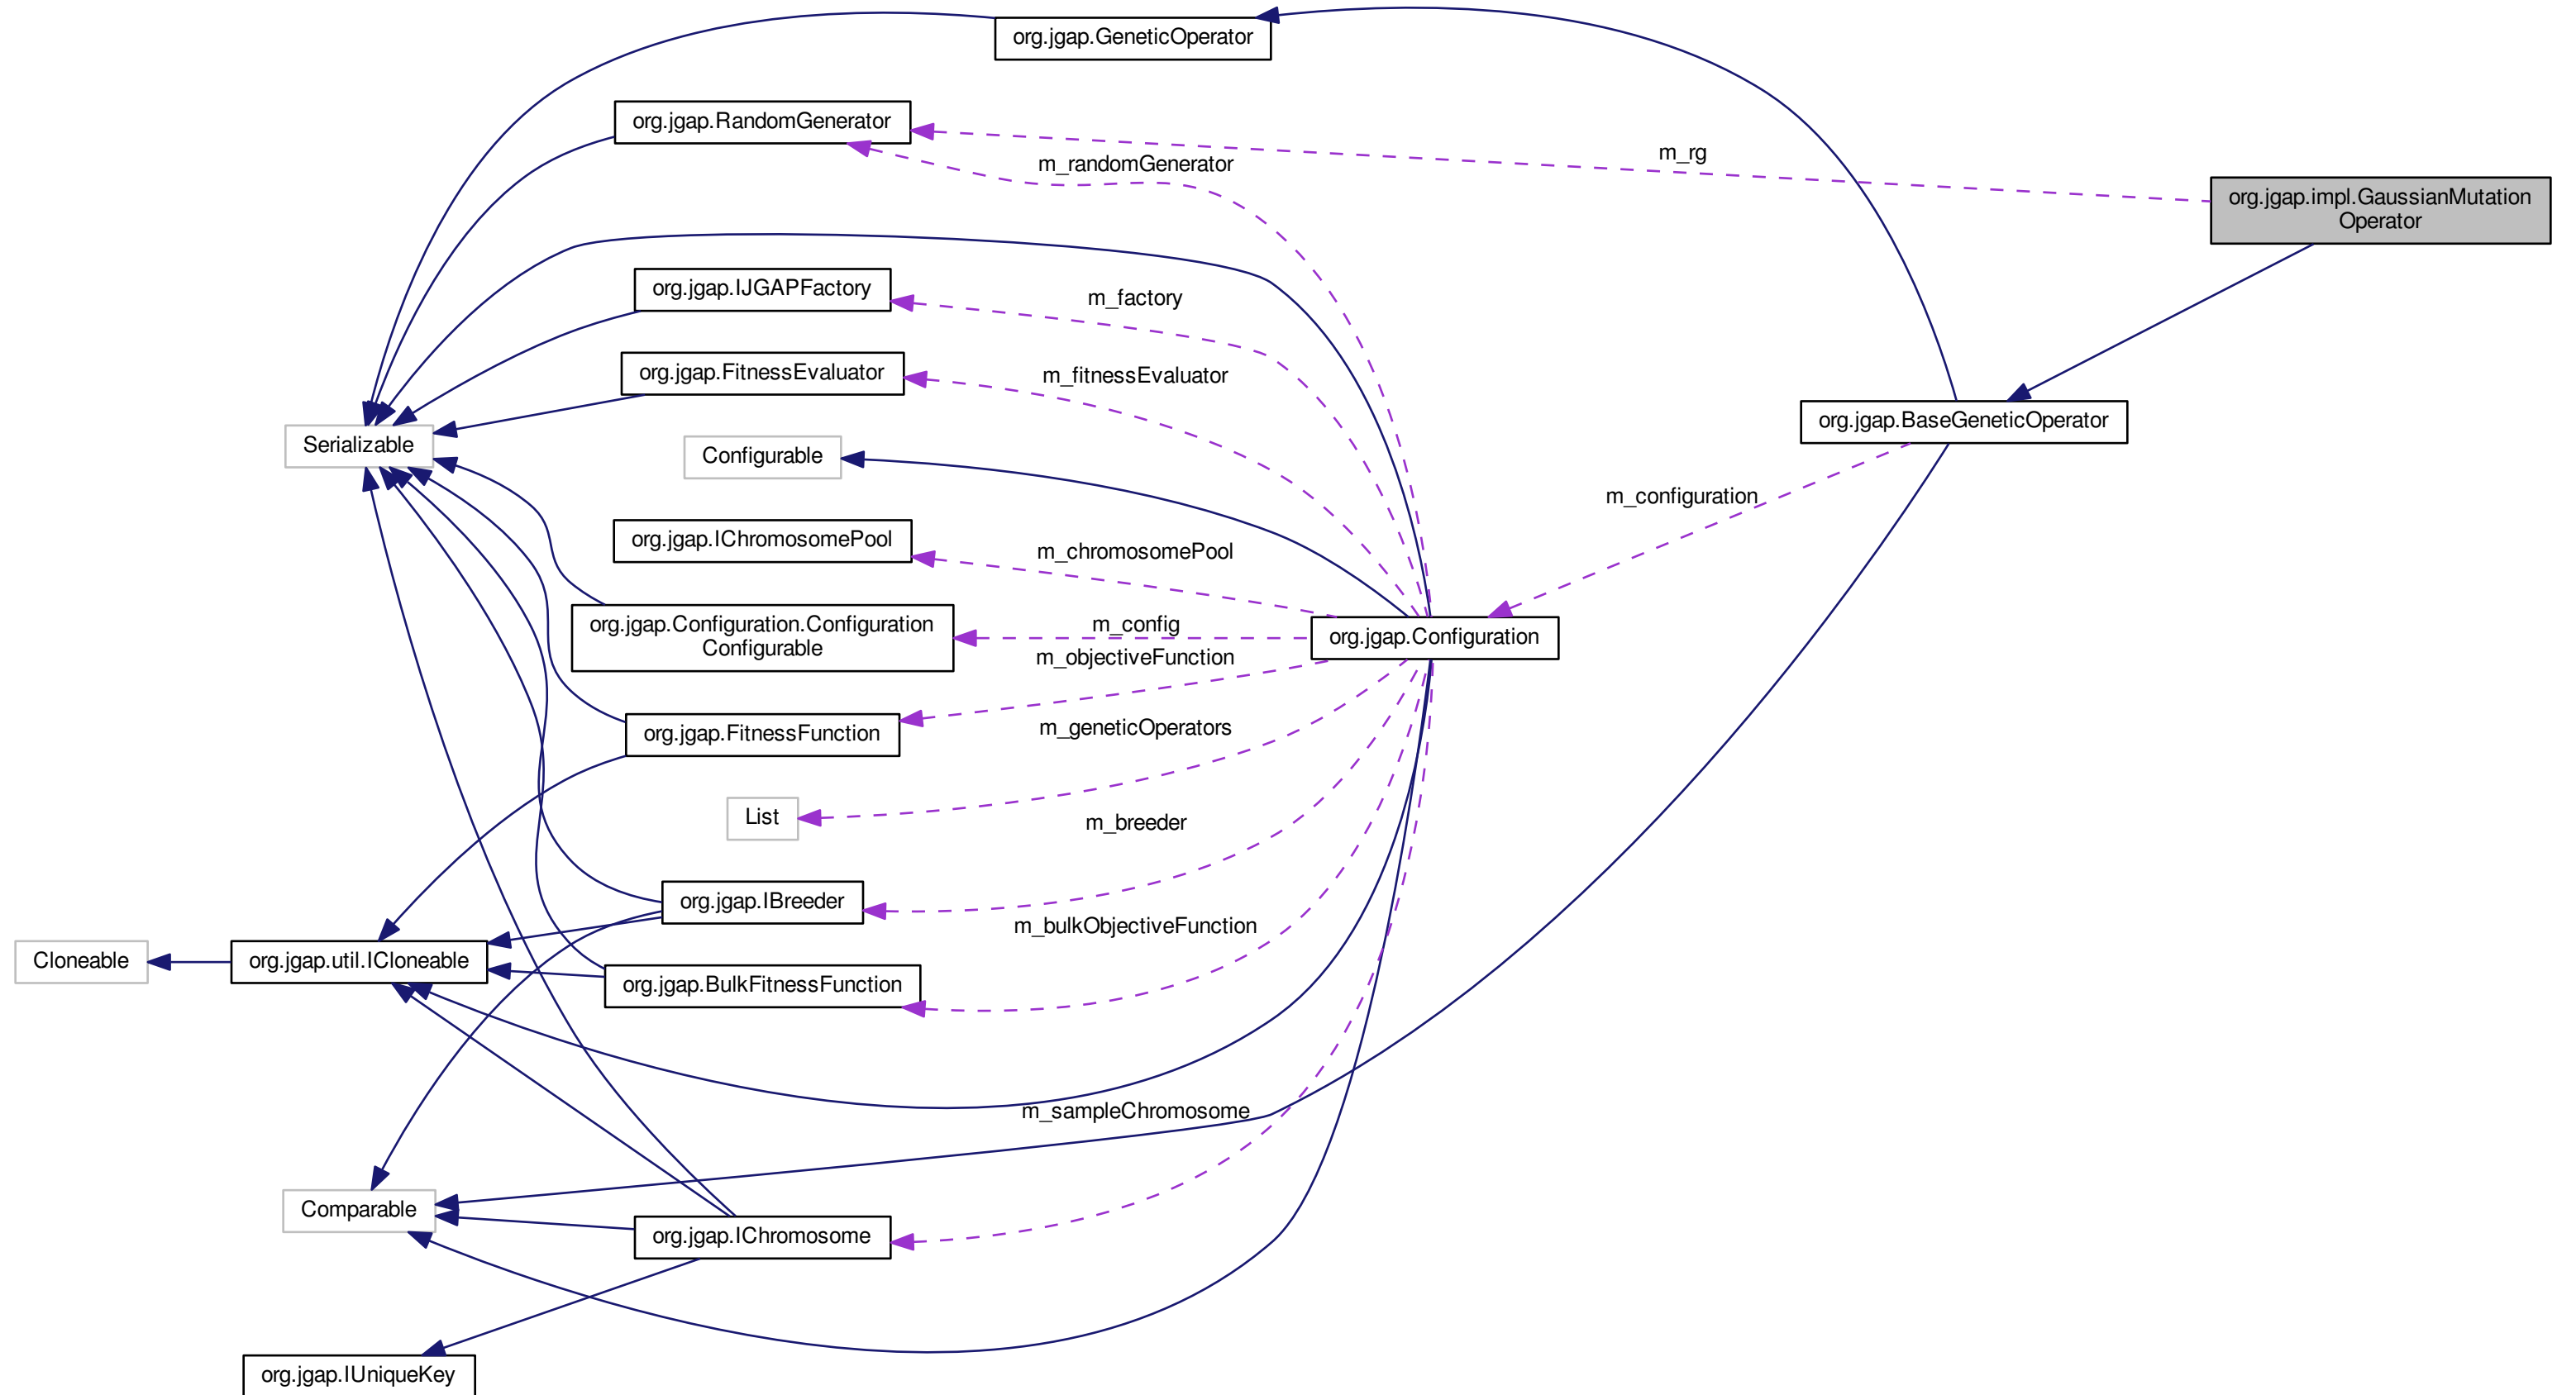 org.jgap.GeneticOperator
org.jgap.RandomGenerator
m_rg
m_randomGenerator
org.jgap.impl.GaussianMutation
Operator
org.jgap.IJGAPFactory
m_factory
org.jgap.FitnessEvaluator
m_fitnessEvaluator
org.jgap.BaseGeneticOperator
Serializable
Configurable
m_configuration
org.jgap.IChromosomePool
m_chromosomePool
org.jgap.Configuration.Configuration
Configurable
m_config
org.jgap.Configuration
m_objectiveFunction
org.jgap.FitnessFunction
m_geneticOperators
List
m_breeder
org.jgap.IBreeder
m_bulkObjectiveFunction
Cloneable
org.jgap.util.ICloneable
org.jgap.BulkFitnessFunction
m_sampleChromosome
Comparable
org.jgap.IChromosome
org.jgap.IUniqueKey